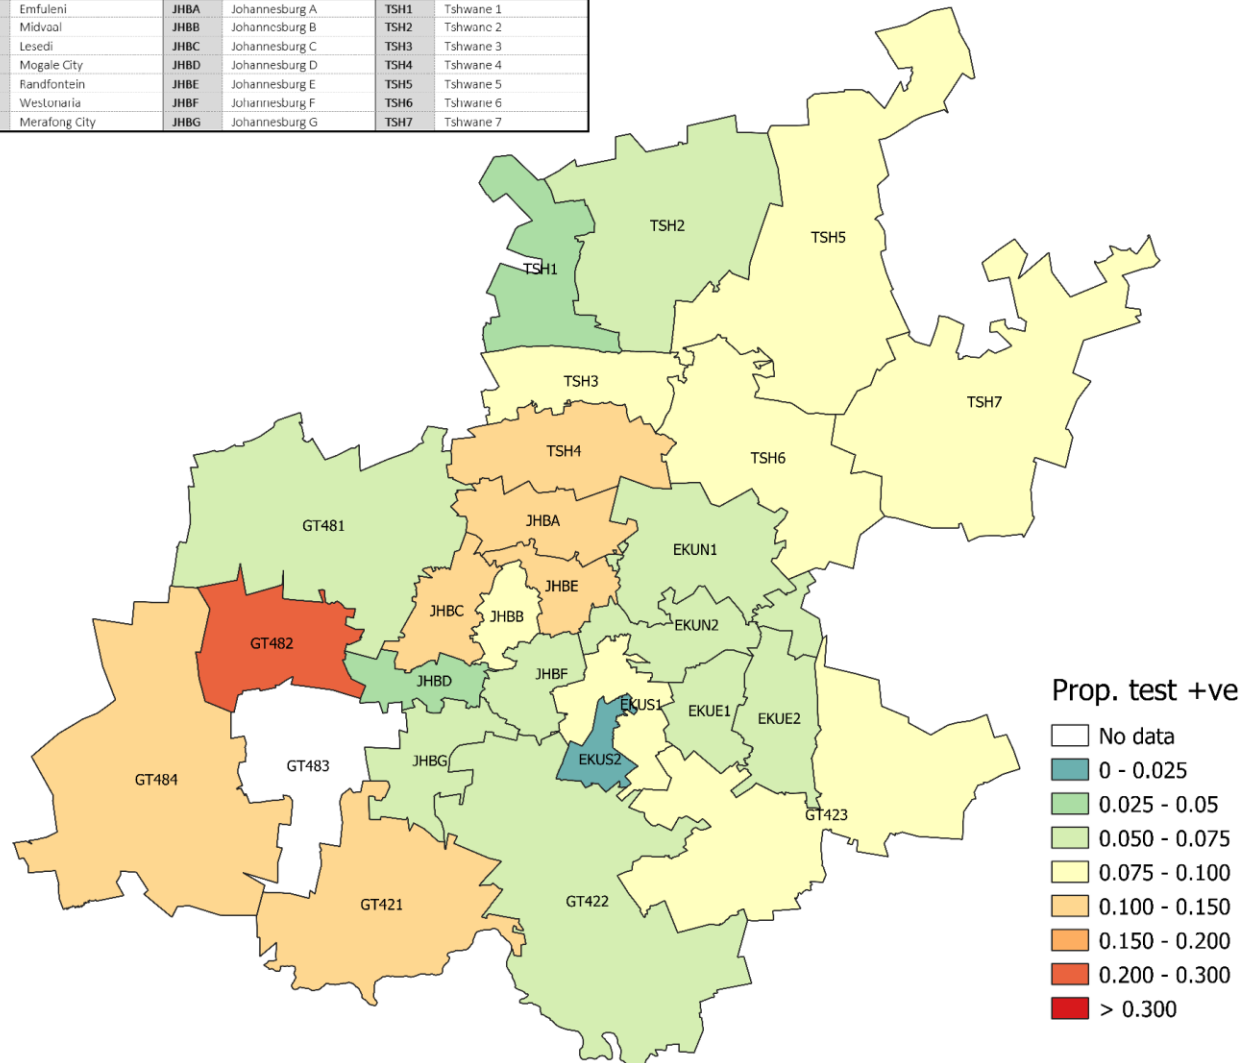 Emfuleni JHBA Johannesburg A TSH1 Tshwane 1
Midvaal JHBB Johannesburg B TSH2 Tshwane 2
Lesedi JHBC Johannesburg C TSH3 Tshwane 3
Mogale City JHBD Johannesburg D TSH4 Tshwane 4
Randfontein JHBE Johannesburg E TSH5 Tshwane 5
Westonaria JHBF Johannesburg F TSH6 Tshwane 6
Merafong City JHBG Johannesburg G TSH7 Tshwane 7
TSH2
TSH5
TSH1
TSH3
TSH7
TSH4
TSH6
GT481
JHBA
EKUN1
JHBE
JHBC
JHBB
EKUN2
GT482
JHBF
JHBD
EKUS1
EKUE1
EKUE2
JHBG
EKUS2
GT483
GT484
GT423
GT421
GT422
Prop. test +ve
No data
0 - 0.025
0.025 - 0.05
0.050 - 0.075
0.075 - 0.100
0.100 - 0.150
0.150 - 0.200
0.200 - 0.300
> 0.300